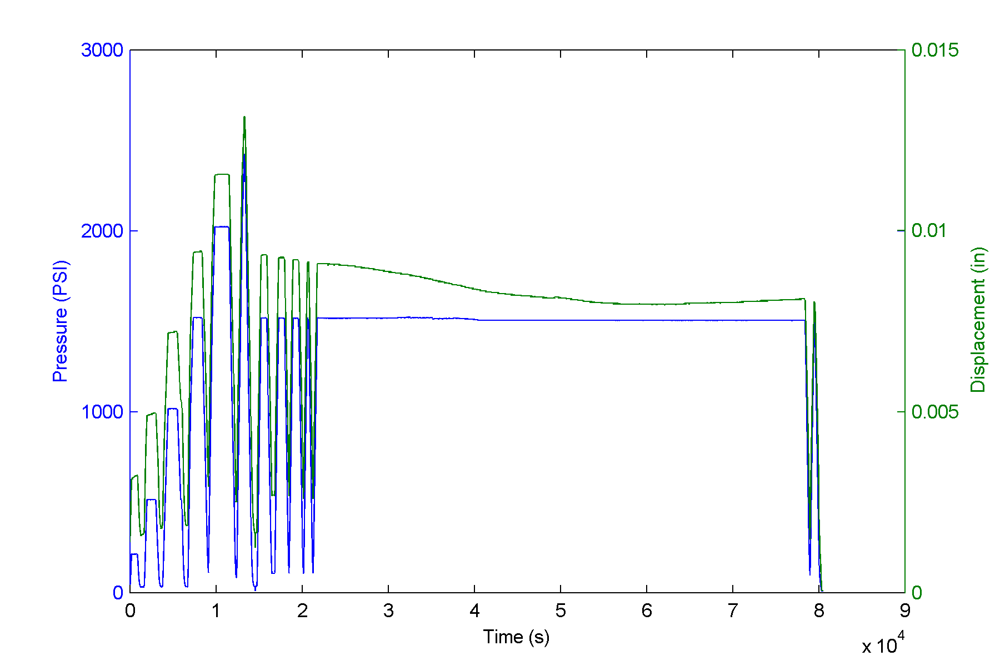 3000
2000
1000
0
Pressure (PSI)
0.015
0.01
0.005
0
Displacement (in)
0 1 2 3 4 5 6 7 8 9
Time (s)
x 10^4